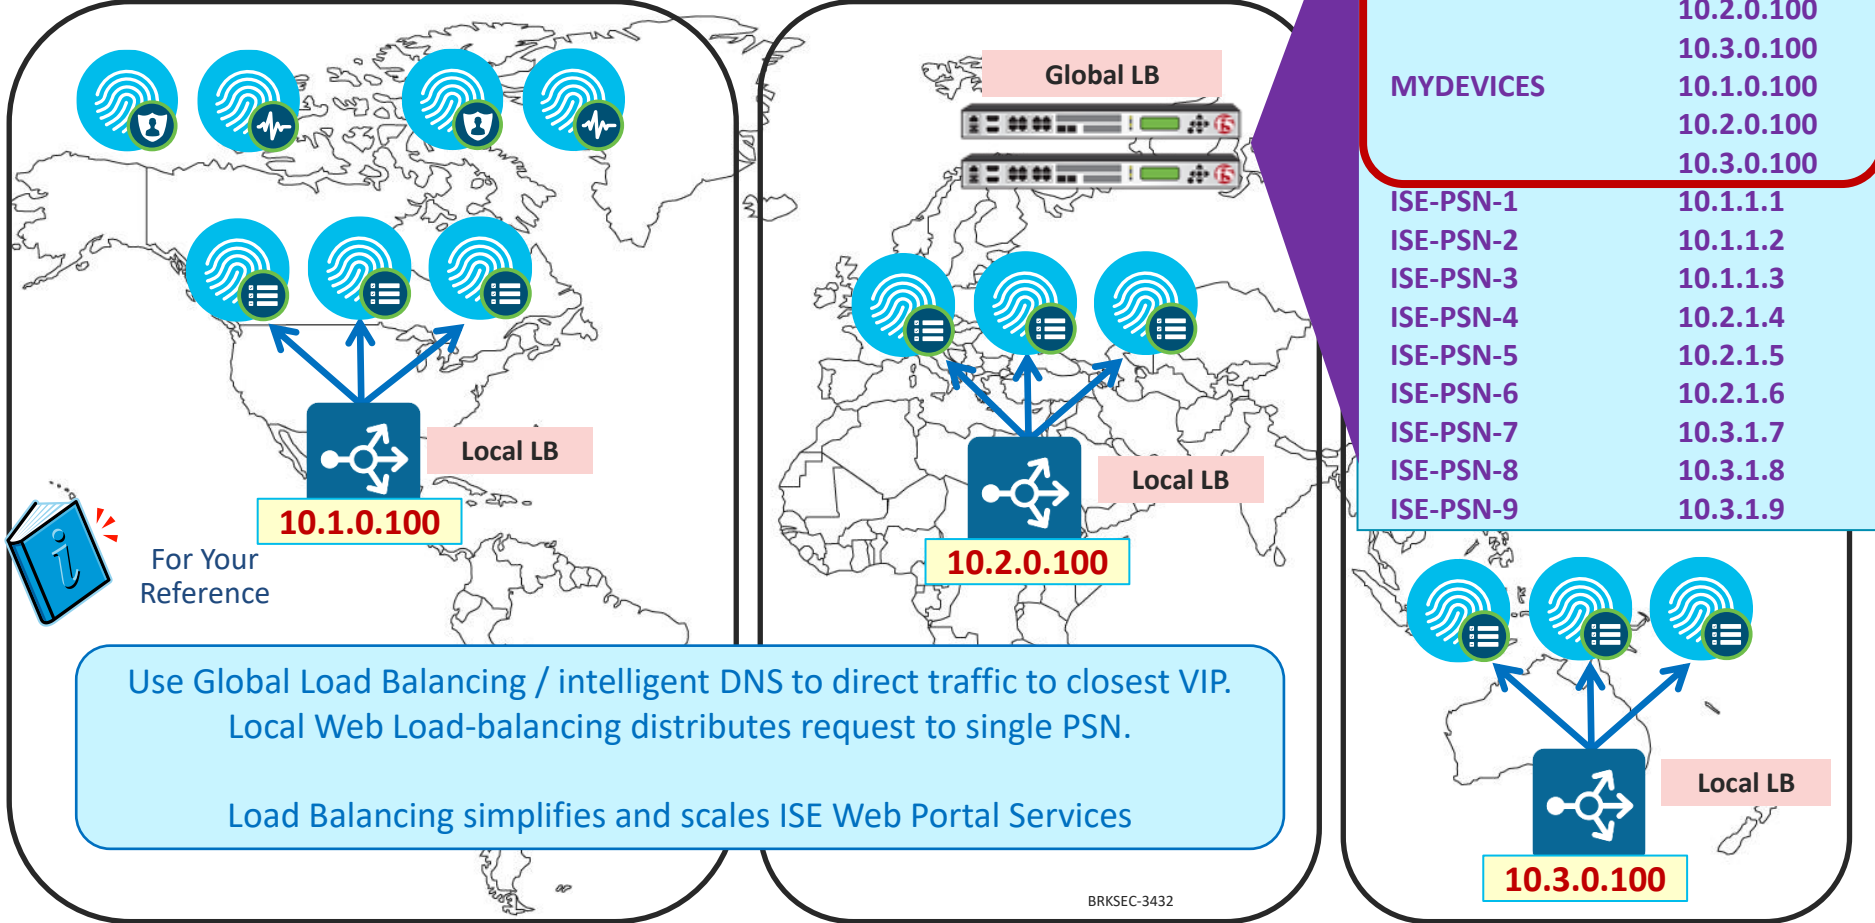 Global LB
10.2.0.100
10.3.0.100
MYDEVICES 10.1.0.100
10.2.0.100
10.3.0.100
ISE-PSN-1 10.1.1.1
ISE-PSN-2 10.1.1.2
ISE-PSN-3 10.1.1.3
ISE-PSN-4 10.2.1.4
ISE-PSN-5 10.2.1.5
ISE-PSN-6 10.2.1.6
ISE-PSN-7 10.3.1.7
ISE-PSN-8 10.3.1.8
ISE-PSN-9 10.3.1.9
Local LB
10.1.0.100
Local LB
10.2.0.100
For Your
Reference
Use Global Load Balancing / intelligent DNS to direct traffic to closest VIP.
Local Web Load-balancing distributes request to single PSN.
Load Balancing simplifies and scales ISE Web Portal Services
Local LB
10.3.0.100
BRKSEC-3432